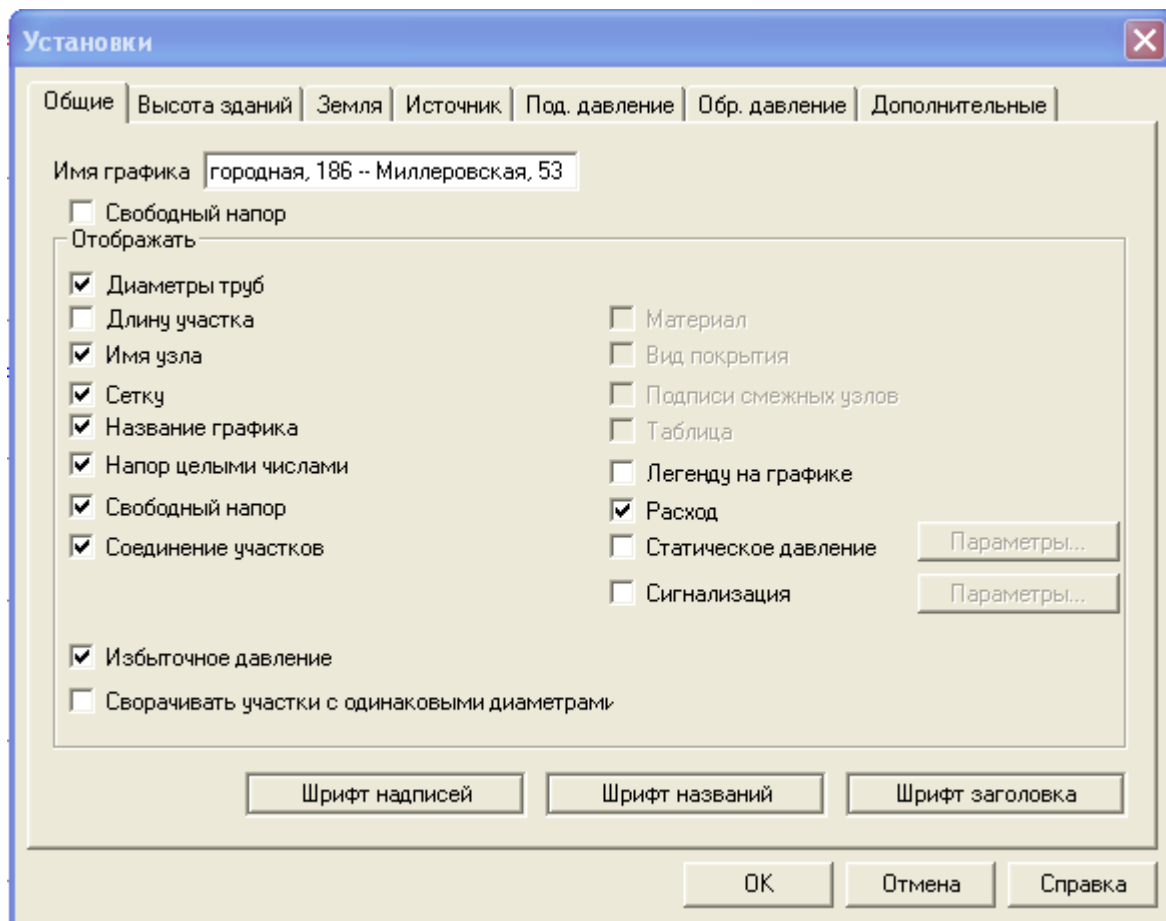 Установки
Общие Высота зданий Земля Источник Под. давление Обр. давление Дополнительные
Имя графика городная, 186 -- Миллеровская, 53
Свободный напор
Отображать
Диаметры труб
Длину участка Материал
Имя узла Вид покрытия
Сетку Подписи смежных узлов
Название графика Таблица
Напор целыми числами Легенду на графике
Свободный напор Расход
Соединение участков Статическое давление Параметры...
Сигнализация Параметры...
Избыточное давление
Сворачивать участки с одинаковыми диаметрами
Шрифт надписей Шрифт названий Шрифт заголовка
OK Отмена Справка